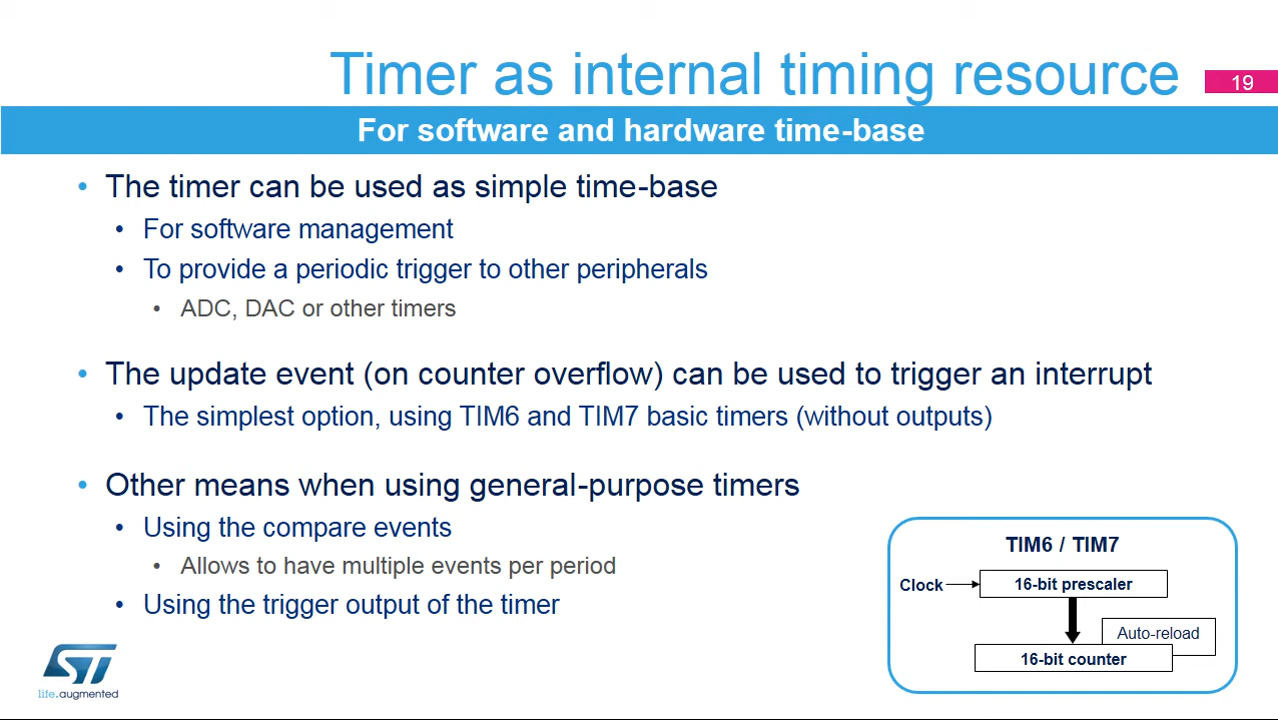 Timer as internal timing resource
19
For software and hardware time-base
• The timer can be used as simple time-base
• For software management
• To provide a periodic trigger to other peripherals
• ADC, DAC or other timers
• The update event (on counter overflow) can be used to trigger an interrupt
• The simplest option, using TIM6 and TIM7 basic timers (without outputs)
• Other means when using general-purpose timers
• Using the compare events
• Allows to have multiple events per period
• Using the trigger output of the timer
TIM6 / TIM7
Clock
16-bit prescaler
Auto-reload
16-bit counter
ST
life.augmented